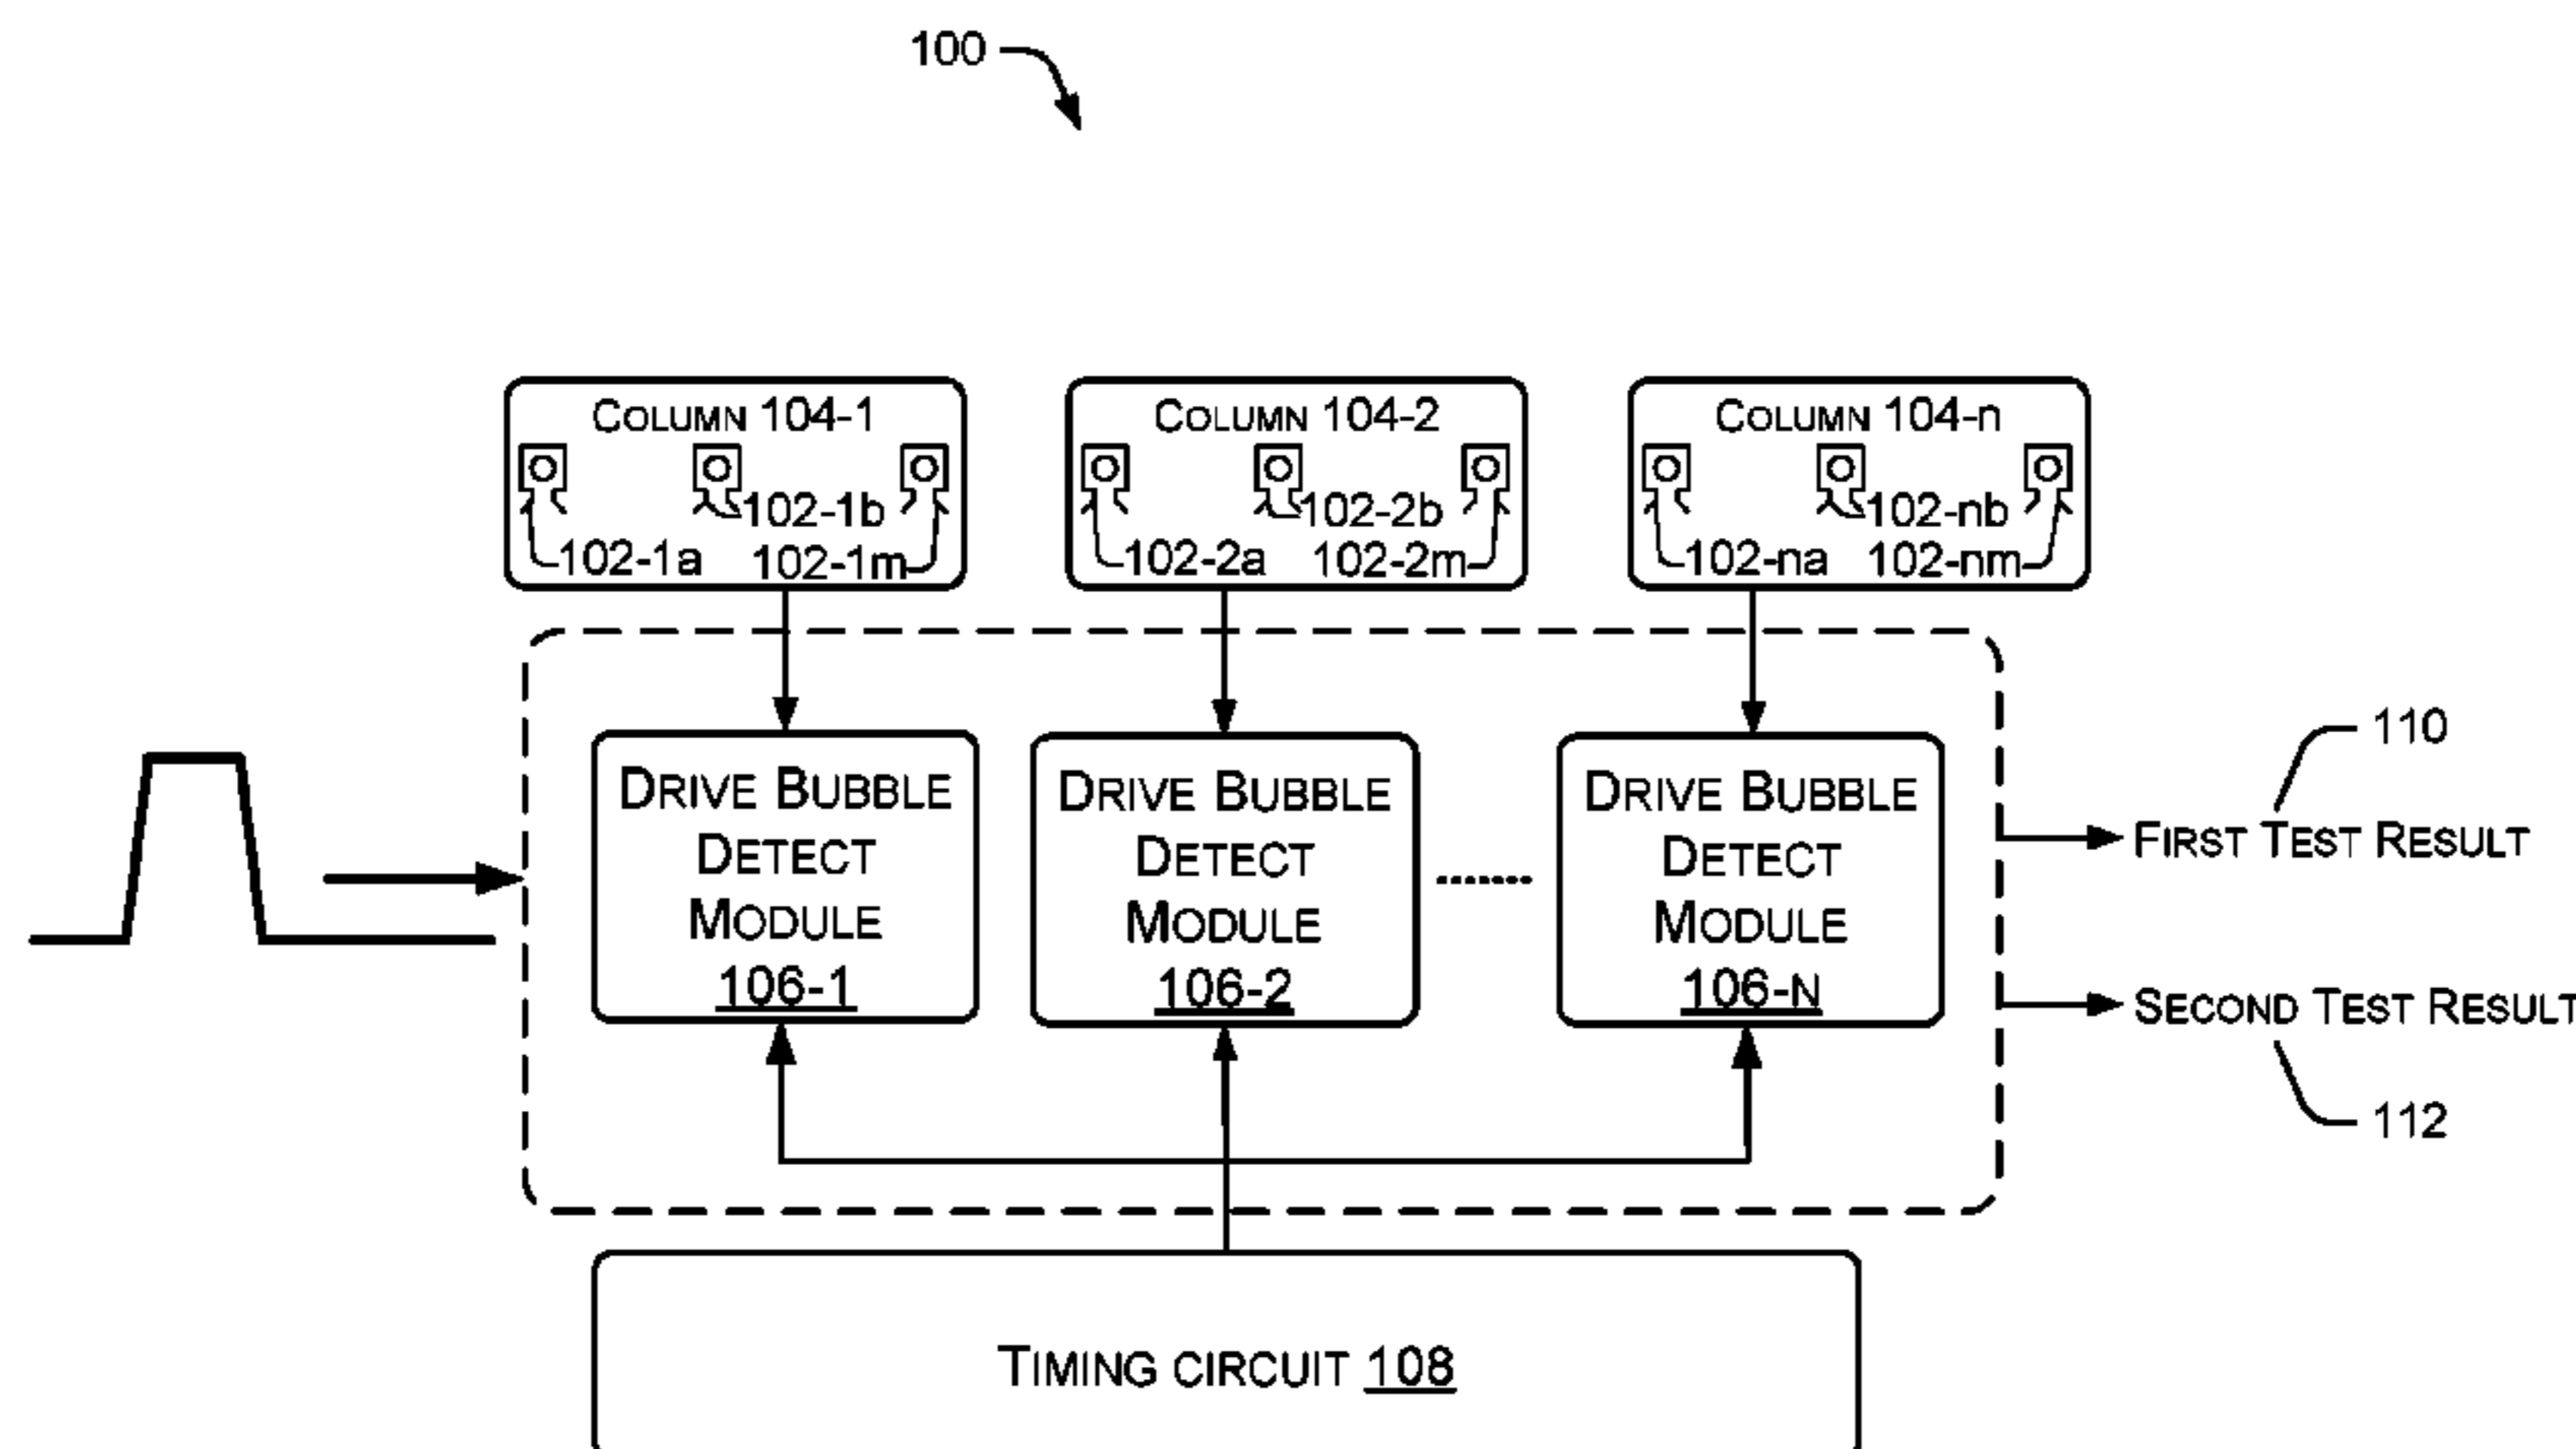 100
COLUMN 104-1
102-1b
102-1a 102-1m
COLUMN 104-2
102-2b
102-2a 102-2m
COLUMN 104-n
102-nb
102-na 102-nm
DRIVE BUBBLE
DETECT
MODULE
106-1
DRIVE BUBBLE
DETECT
MODULE
106-2
DRIVE BUBBLE
DETECT
MODULE
106-N
110
FIRST TEST RESULT
SECOND TEST RESULT
112
TIMING CIRCUIT 108